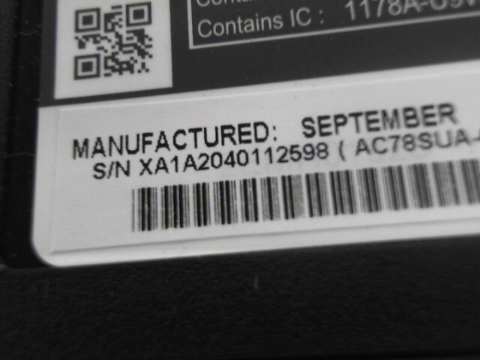 Contains IC : 1178A-
MANUFACTURED: SEPTEMBER
S/N XA1A2040112598 ( AC78SUA-